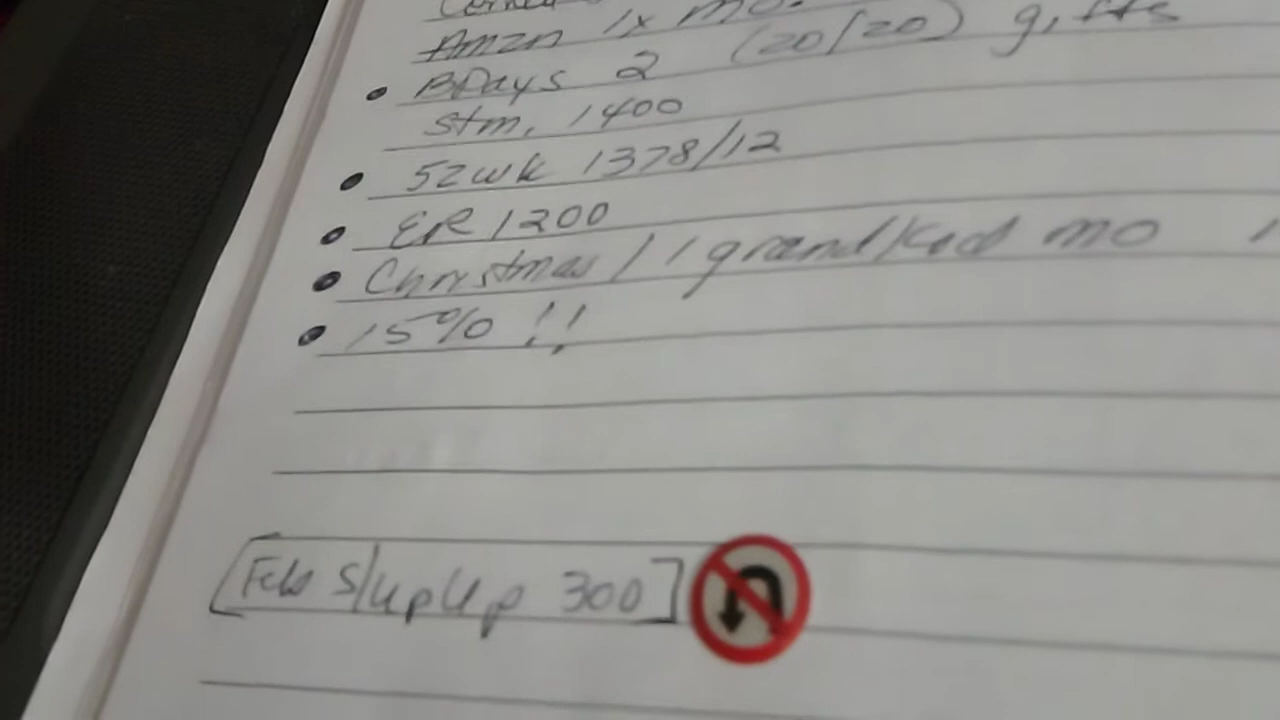 Amzn 1x mo.
BDays 2 (20/20) gifts
Stm, 1400
52wk 1378/12
ER 1200
Christmas / 1 grand/ked mo
15% !!
[Feb S/upUp 300]